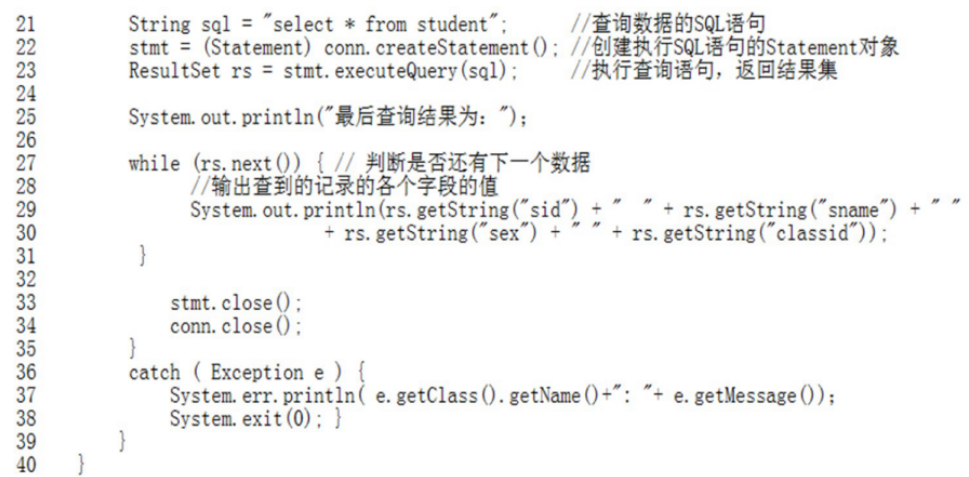 21 String sql = "select * from student"; //查询数据的SQL语句
22 stmt = (Statement) conn.createStatement(); //创建执行SQL语句的Statement对象
23 ResultSet rs = stmt.executeQuery(sql); //执行查询语句，返回结果集
24
25 System.out.println("最后查询结果为：");
26
27 while (rs.next()) { // 判断是否还有下一个数据
28 //输出查到的记录的各个字段的值
29 System.out.println(rs.getString("sid") + "  " + rs.getString("sname") + " "
30 + rs.getString("sex") + " " + rs.getString("classid"));
31 }
32
33 stmt.close();
34 conn.close();
35 }
36 catch ( Exception e ) {
37 System.err.println( e.getClass().getName()+": "+ e.getMessage());
38 System.exit(0); }
39 }
40 }